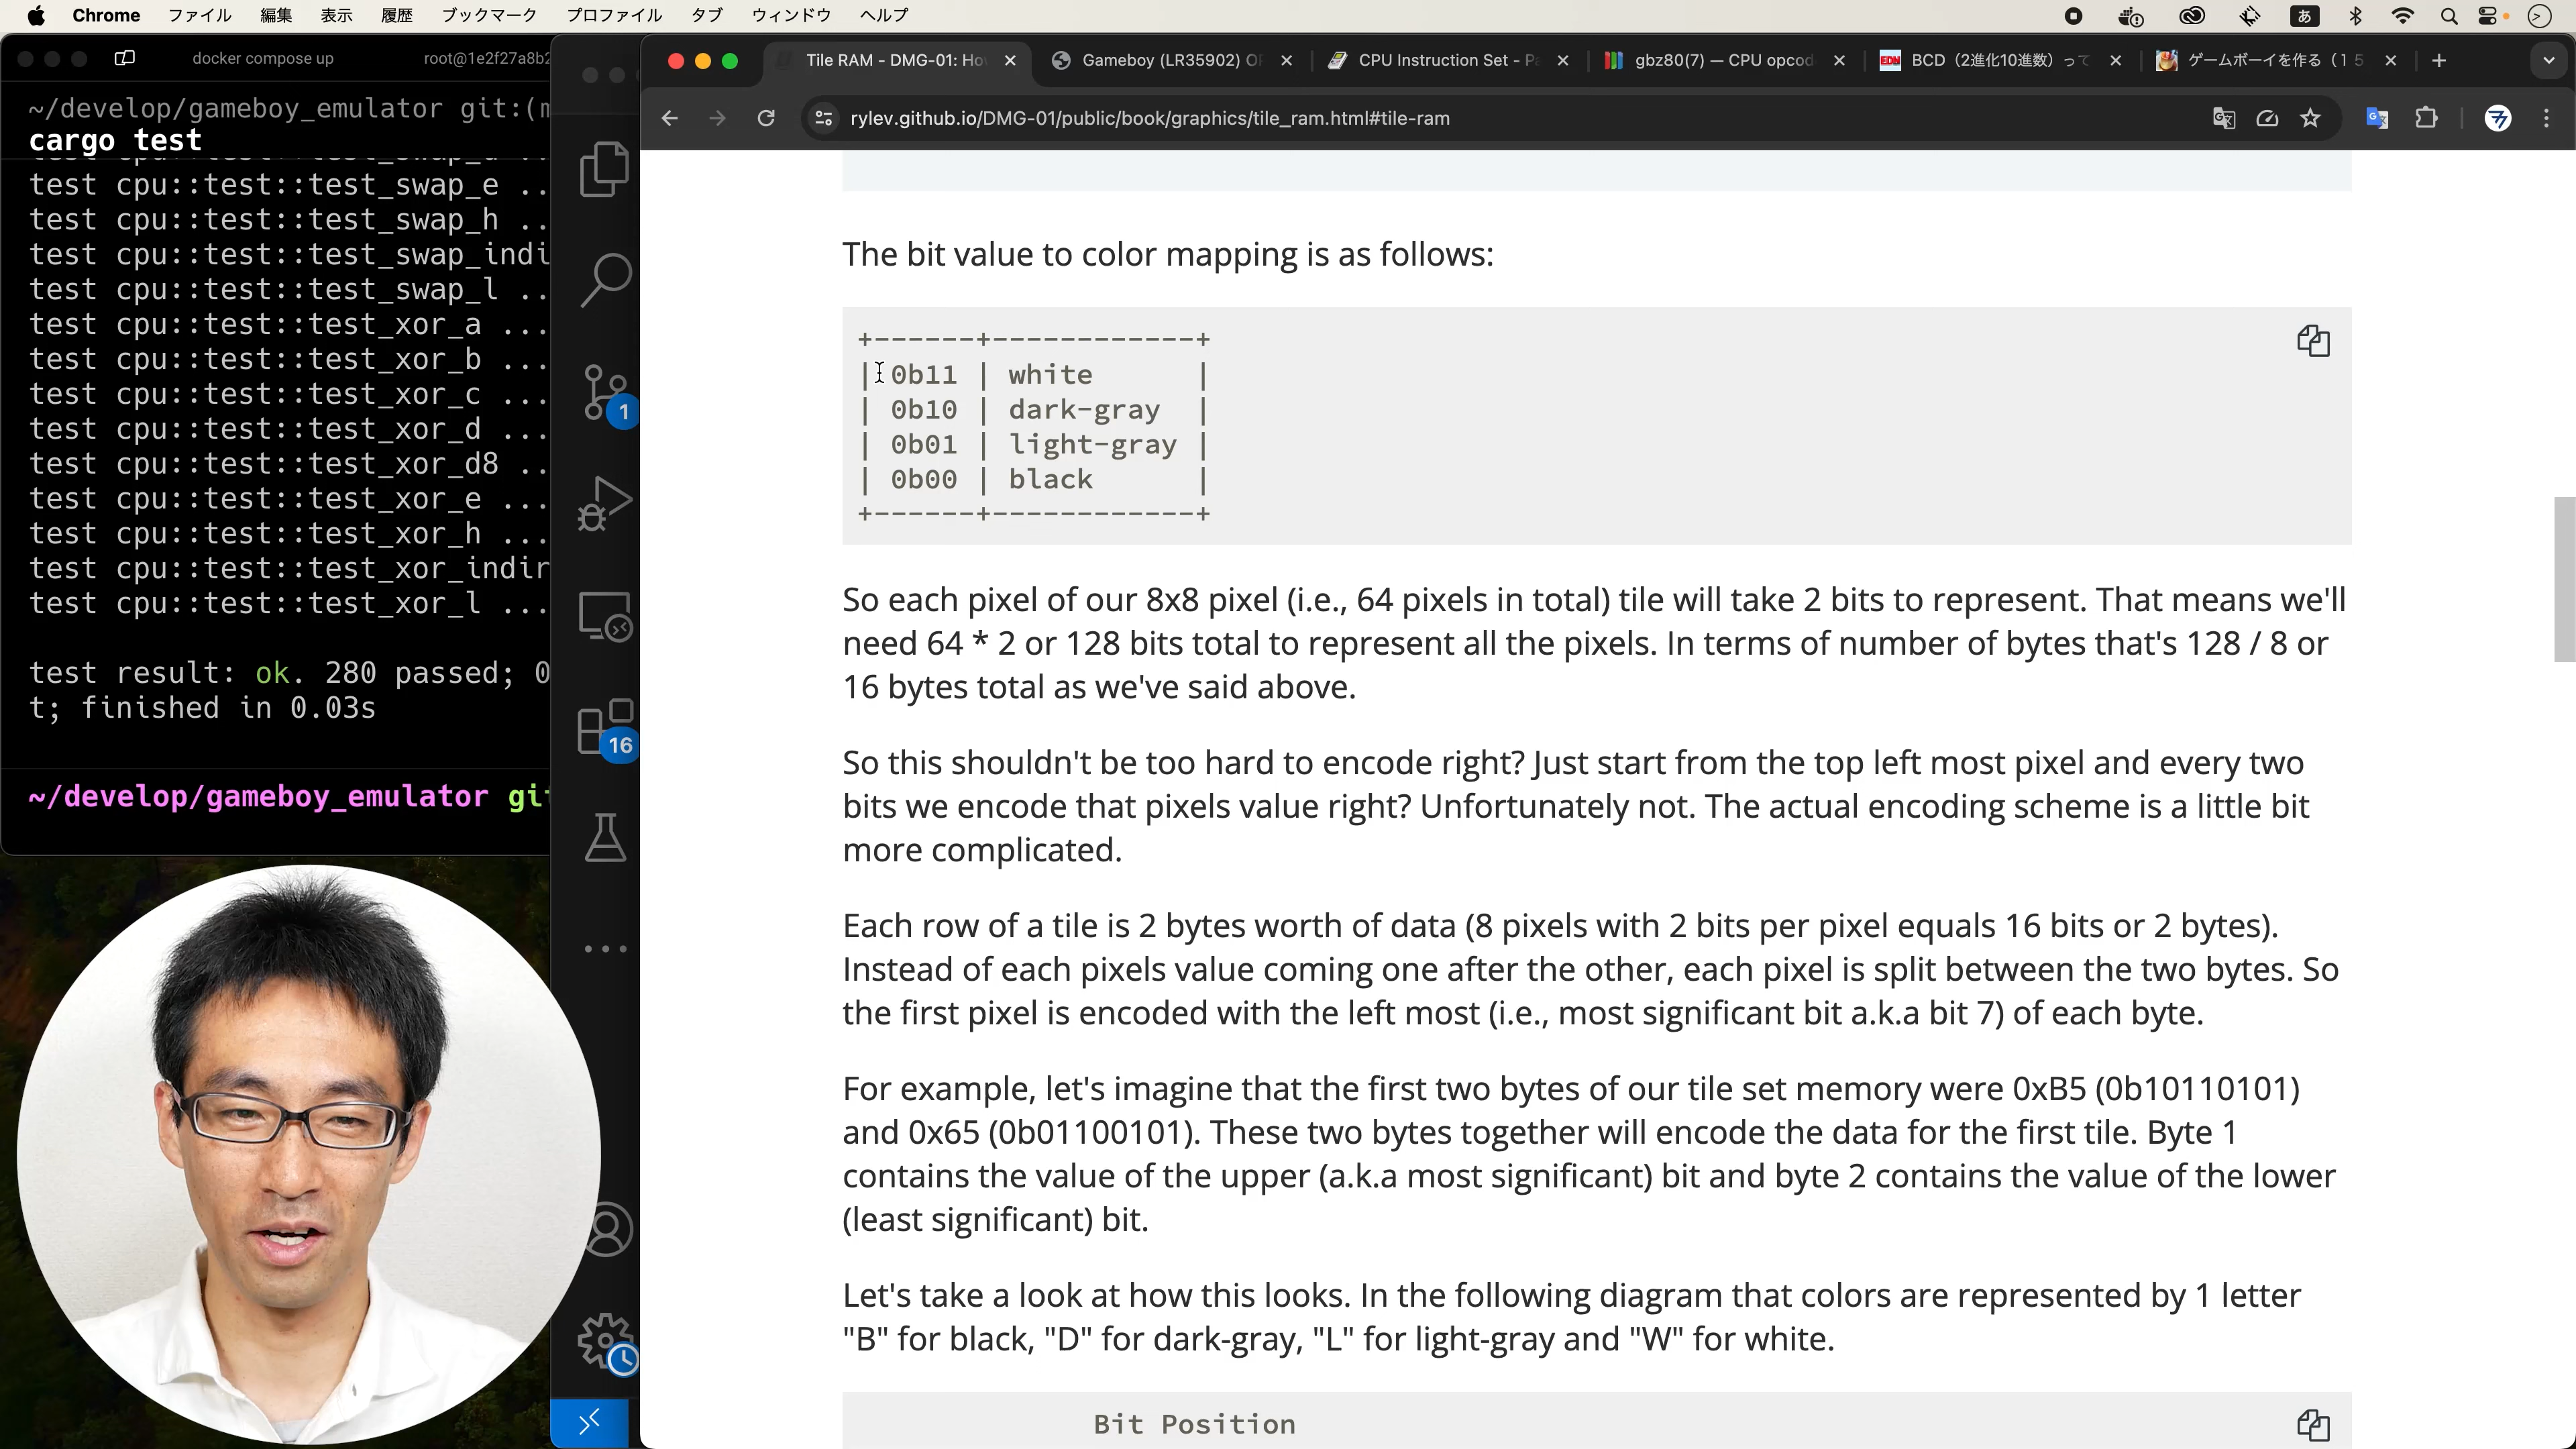 Chrome ファイル 編集 表示 履歴 ブックマーク プロファイル タブ ウィンドウ ヘルプ あ
docker compose up root@1e2f27a8b2
~/develop/gameboy_emulator git:(m
cargo test
test cpu::test::test_swap_e ..
test cpu::test::test_swap_h ..
test cpu::test::test_swap_indi
test cpu::test::test_swap_l ..
test cpu::test::test_xor_a ...
test cpu::test::test_xor_b ...
test cpu::test::test_xor_c ...
test cpu::test::test_xor_d ...
test cpu::test::test_xor_d8 ..
test cpu::test::test_xor_e ...
test cpu::test::test_xor_h ...
test cpu::test::test_xor_indir
test cpu::test::test_xor_l ...
test result: ok. 280 passed; 0
t; finished in 0.03s
~/develop/gameboy_emulator git
1
16
Tile RAM - DMG-01: Ho
Gameboy (LR35902) O
CPU Instruction Set - P
gbz80(7) — CPU opcod
EDN BCD（2進化10進数）って
ゲームボーイを作る（１５
rylev.github.io/DMG-01/public/book/graphics/tile_ram.html#tile-ram
The bit value to color mapping is as follows:
+------+------------+
| 0b11 | white      |
| 0b10 | dark-gray  |
| 0b01 | light-gray |
| 0b00 | black      |
+------+------------+
So each pixel of our 8x8 pixel (i.e., 64 pixels in total) tile will take 2 bits to represent. That means we'll
need 64 * 2 or 128 bits total to represent all the pixels. In terms of number of bytes that's 128 / 8 or
16 bytes total as we've said above.
So this shouldn't be too hard to encode right? Just start from the top left most pixel and every two
bits we encode that pixels value right? Unfortunately not. The actual encoding scheme is a little bit
more complicated.
Each row of a tile is 2 bytes worth of data (8 pixels with 2 bits per pixel equals 16 bits or 2 bytes).
Instead of each pixels value coming one after the other, each pixel is split between the two bytes. So
the first pixel is encoded with the left most (i.e., most significant bit a.k.a bit 7) of each byte.
For example, let's imagine that the first two bytes of our tile set memory were 0xB5 (0b10110101)
and 0x65 (0b01100101). These two bytes together will encode the data for the first tile. Byte 1
contains the value of the upper (a.k.a most significant) bit and byte 2 contains the value of the lower
(least significant) bit.
Let's take a look at how this looks. In the following diagram that colors are represented by 1 letter
"B" for black, "D" for dark-gray, "L" for light-gray and "W" for white.
Bit Position